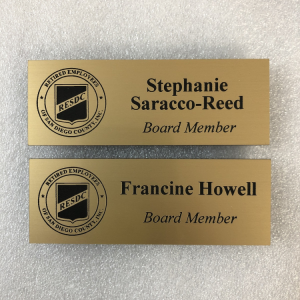 RETIRED EMPLOYEES
RESDC
OF SAN DIEGO COUNTY, INC.
Stephanie
Saracco-Reed
Board Member
RETIRED EMPLOYEES
RESDC
OF SAN DIEGO COUNTY, INC.
Francine Howell
Board Member